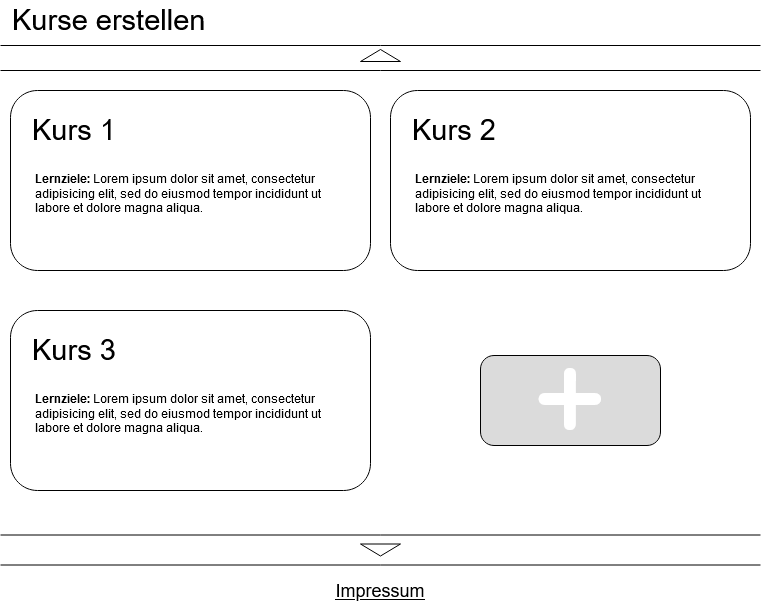 Kurse erstellen
Kurs 1
Lernziele: Lorem ipsum dolor sit amet, consectetur
adipisicing elit, sed do eiusmod tempor incididunt ut
labore et dolore magna aliqua.
Kurs 2
Lernziele: Lorem ipsum dolor sit amet, consectetur
adipisicing elit, sed do eiusmod tempor incididunt ut
labore et dolore magna aliqua.
Kurs 3
Lernziele: Lorem ipsum dolor sit amet, consectetur
adipisicing elit, sed do eiusmod tempor incididunt ut
labore et dolore magna aliqua.
Impressum